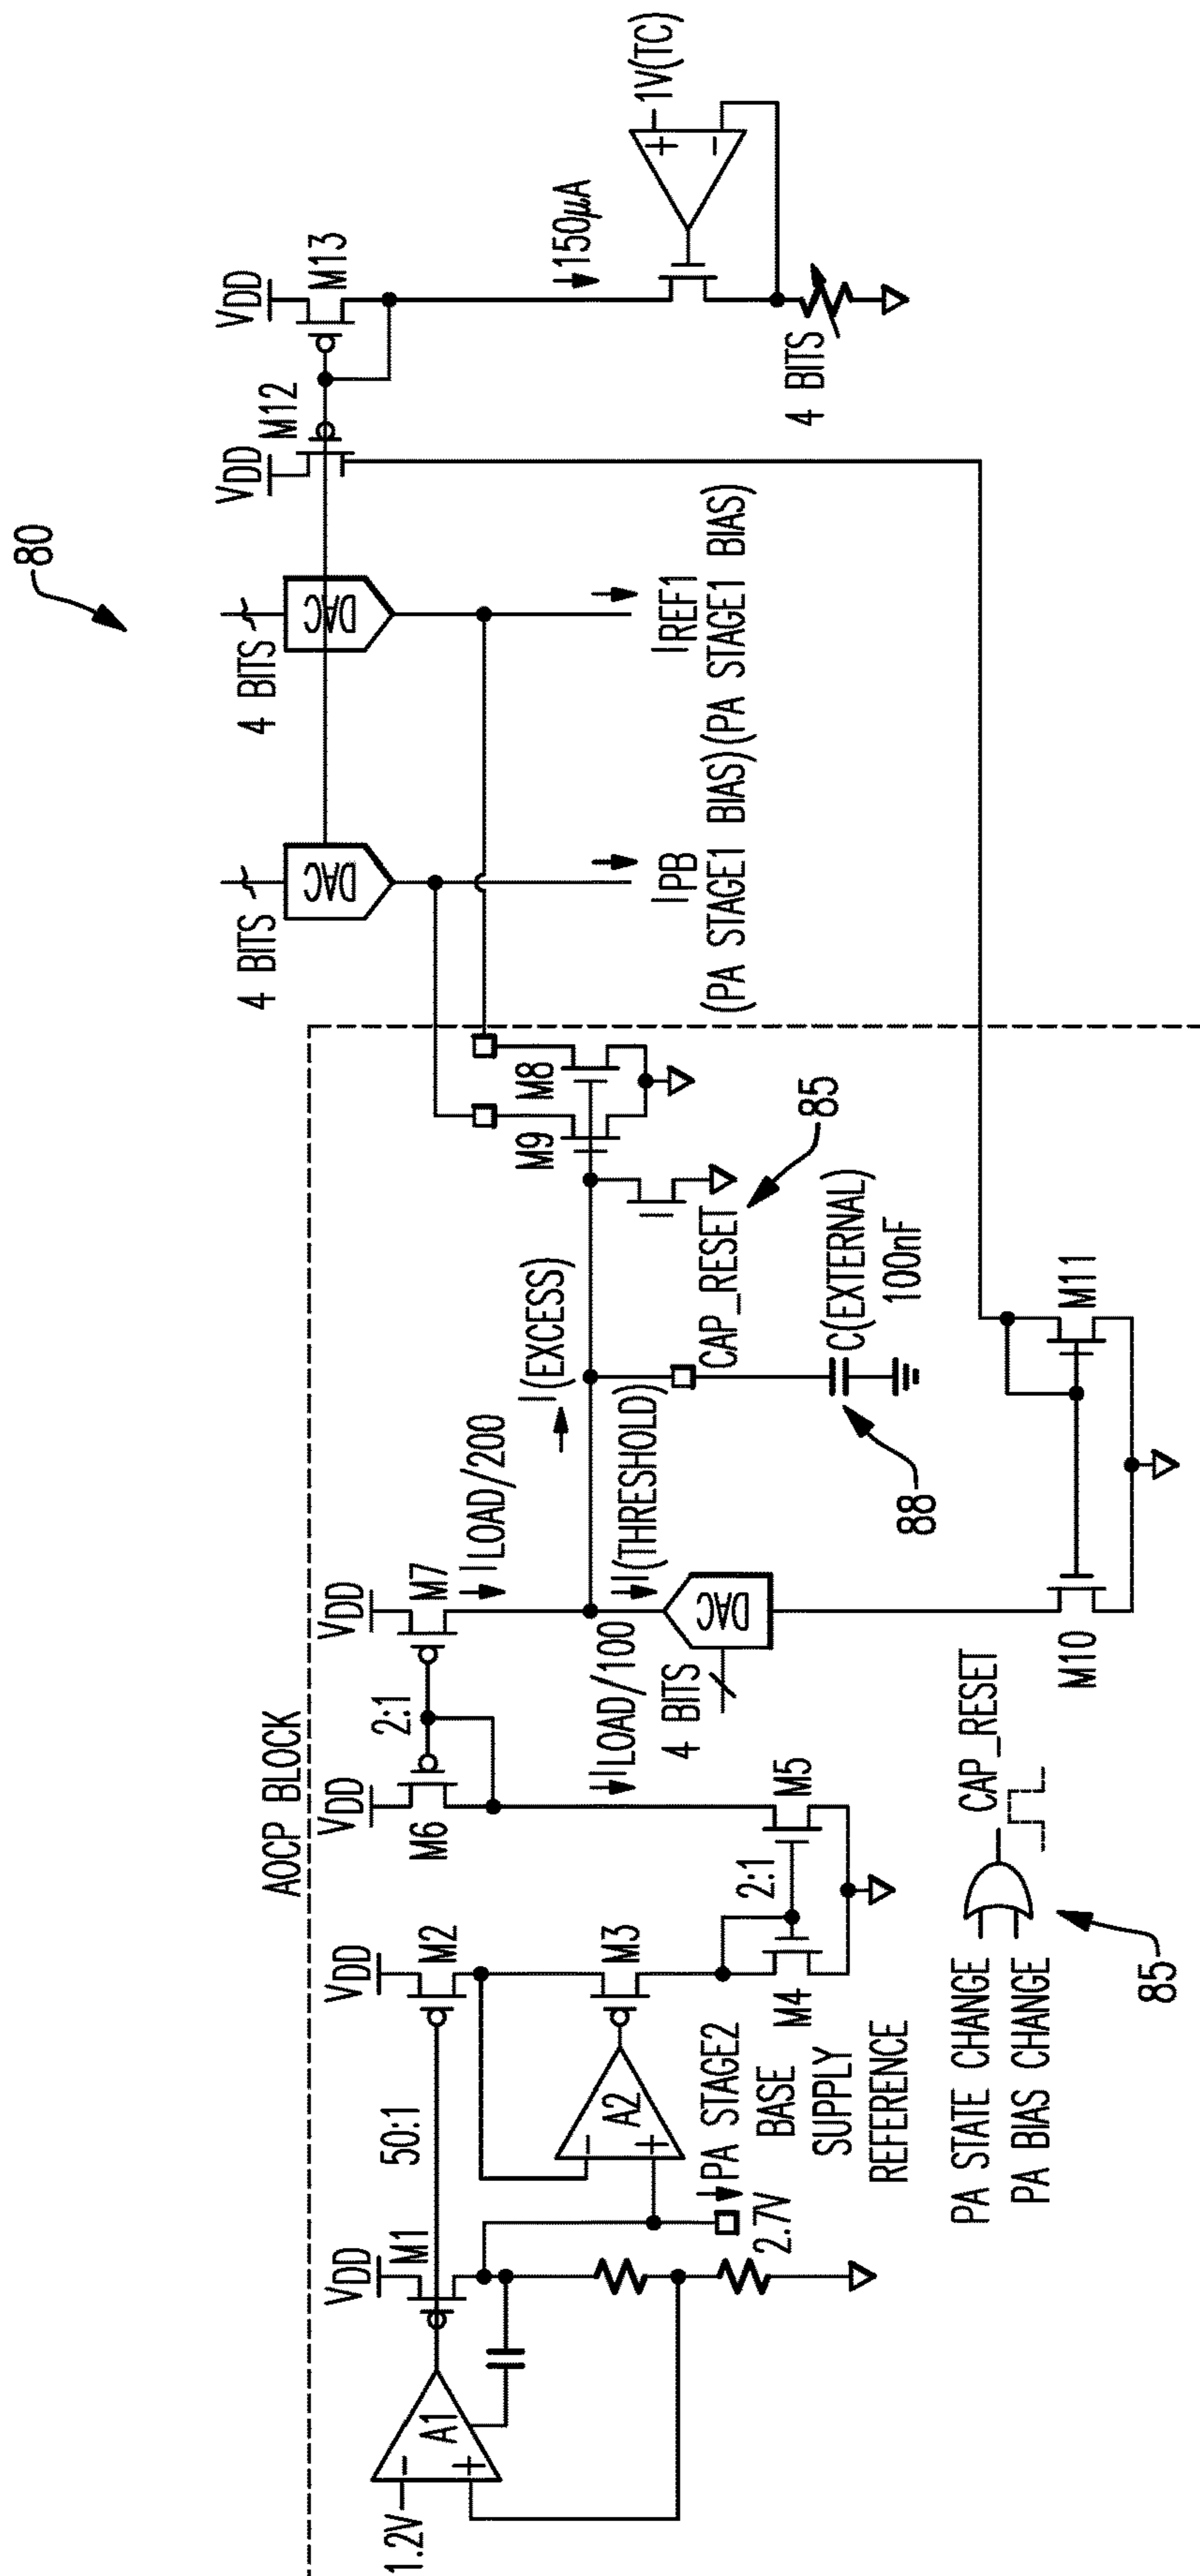 80
AOCP BLOCK
1.2V
A1
VDD
M1
50:1
VDD
M2
A2
M3
PA STAGE2
BASE
SUPPLY
REFERENCE
2.7V
M4
2:1
M5
VDD
M6
2:1
VDD
M7
ILOAD/100
ILOAD/200
I(EXCESS)
I(THRESHOLD)
DAC
4 BITS
CAP_RESET
85
C(EXTERNAL)
100nF
88
M9
M8
4 BITS
DAC
4 BITS
DAC
IPB
(PA STAGE1 BIAS)
IREF1
(PA STAGE1 BIAS)
VDD
M12
VDD
M13
150µA
1V(TC)
+
-
4 BITS
M10
M11
PA STATE CHANGE
PA BIAS CHANGE
CAP_RESET
85